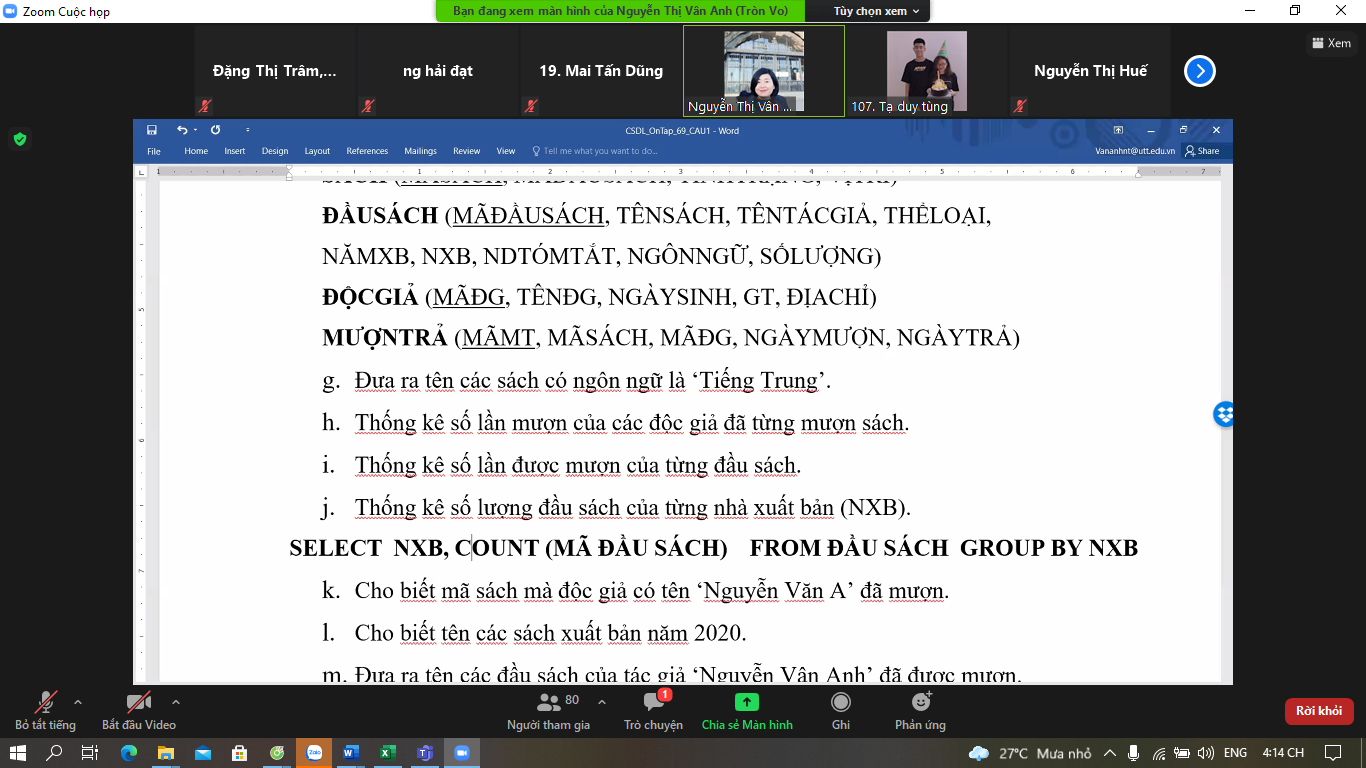 Zoom Cuộc họp
Bạn đang xem màn hình của Nguyễn Thị Vân Anh (Tròn Vo)
Tùy chọn xem
Đặng Thị Trâm,...
ng hải đạt
19. Mai Tấn Dũng
Nguyễn Thị Vân ...
107. Tạ duy tùng
Nguyễn Thị Huế
Xem
CSDL_OnTap_69_CAU1 - Word
File Home Insert Design Layout References Mailings Review View Tell me what you want to do...
Vananhnt@utt.edu.vn Share
ĐẦUSÁCH (MÃĐẦUSÁCH, TÊNSÁCH, TÊNTÁCGIẢ, THỂLOẠI,
NĂMXB, NXB, NDTÓMTẮT, NGÔNNGỮ, SỐLƯỢNG)
ĐỘCGIẢ (MÃĐG, TÊNĐG, NGÀYSINH, GT, ĐỊACHỈ)
MƯỢNTRẢ (MÃMT, MÃSÁCH, MÃĐG, NGÀYMƯỢN, NGÀYTRẢ)
g. Đưa ra tên các sách có ngôn ngữ là ‘Tiếng Trung’.
h. Thống kê số lần mượn của các độc giả đã từng mượn sách.
i. Thống kê số lần được mượn của từng đầu sách.
j. Thống kê số lượng đầu sách của từng nhà xuất bản (NXB).
SELECT NXB, COUNT (MÃ ĐẦU SÁCH) FROM ĐẦU SÁCH GROUP BY NXB
k. Cho biết mã sách mà độc giả có tên ‘Nguyễn Văn A’ đã mượn.
l. Cho biết tên các sách xuất bản năm 2020.
m. Đưa ra tên các đầu sách của tác giả ‘Nguyễn Vân Anh’ đã được mượn.
Bỏ tắt tiếng
Bắt đầu Video
80
Người tham gia
1
Trò chuyện
Chia sẻ Màn hình
Ghi
Phản ứng
Rời khỏi
27°C Mưa nhỏ
ENG
4:14 CH